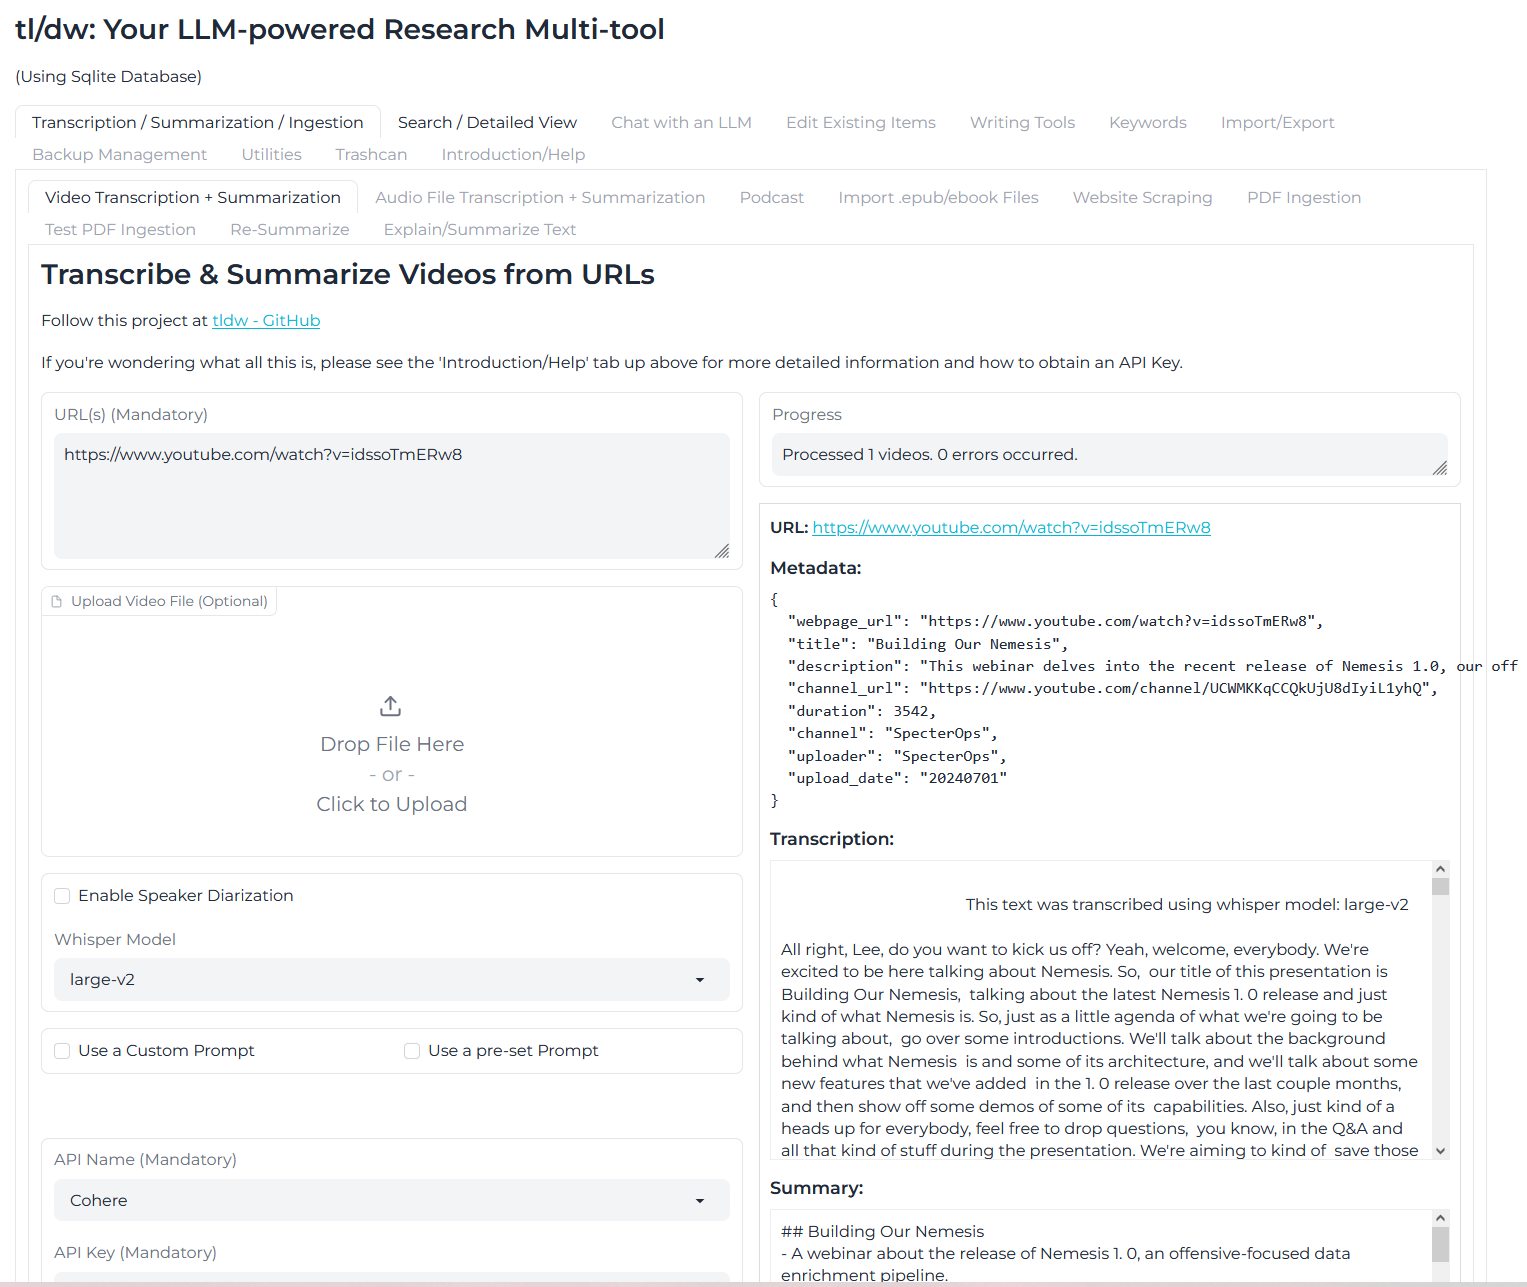 tl/dw: Your LLM-powered Research Multi-tool
(Using Sqlite Database)
Transcription / Summarization / Ingestion Search / Detailed View Chat with an LLM Edit Existing Items Writing Tools Keywords Import/Export
Backup Management Utilities Trashcan Introduction/Help
Video Transcription + Summarization Audio File Transcription + Summarization Podcast Import .epub/ebook Files Website Scraping PDF Ingestion
Test PDF Ingestion Re-Summarize Explain/Summarize Text
Transcribe & Summarize Videos from URLs
Follow this project at tldw - GitHub
If you're wondering what all this is, please see the 'Introduction/Help' tab up above for more detailed information and how to obtain an API Key.
URL(s) (Mandatory)
https://www.youtube.com/watch?v=idssoTmERw8
Upload Video File (Optional)
Drop File Here
- or -
Click to Upload
Enable Speaker Diarization
Whisper Model
large-v2
Use a Custom Prompt Use a pre-set Prompt
API Name (Mandatory)
Cohere
API Key (Mandatory)
Progress
Processed 1 videos. 0 errors occurred.
URL: https://www.youtube.com/watch?v=idssoTmERw8
Metadata:
{
"webpage_url": "https://www.youtube.com/watch?v=idssoTmERw8",
"title": "Building Our Nemesis",
"description": "This webinar delves into the recent release of Nemesis 1.0, our off
"channel_url": "https://www.youtube.com/channel/UCWMKKqCCQkUjU8dIyiL1yhQ",
"duration": 3542,
"channel": "SpecterOps",
"uploader": "SpecterOps",
"upload_date": "20240701"
}
Transcription:
This text was transcribed using whisper model: large-v2
All right, Lee, do you want to kick us off? Yeah, welcome, everybody. We're
excited to be here talking about Nemesis. So, our title of this presentation is
Building Our Nemesis, talking about the latest Nemesis 1. 0 release and just
kind of what Nemesis is. So, just as a little agenda of what we're going to be
talking about, go over some introductions. We'll talk about the background
behind what Nemesis is and some of its architecture, and we'll talk about some
new features that we've added in the 1. 0 release over the last couple months,
and then show off some demos of some of its capabilities. Also, just kind of a
heads up for everybody, feel free to drop questions, you know, in the Q&A and
all that kind of stuff during the presentation. We're aiming to kind of save those
Summary:
## Building Our Nemesis
- A webinar about the release of Nemesis 1. 0, an offensive-focused data
enrichment pipeline.